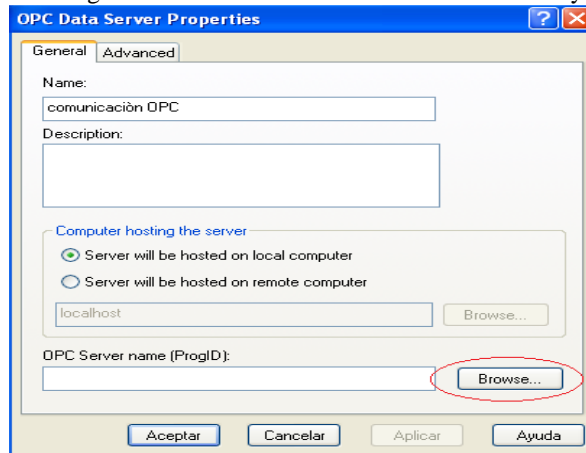 OPC Data Server Properties
General Advanced
Name:
comunicaciòn OPC
Description:
Computer hosting the server
Server will be hosted on local computer
Server will be hosted on remote computer
localhost Browse...
OPC Server name (ProgID):
Browse...
Aceptar Cancelar Aplicar Ayuda